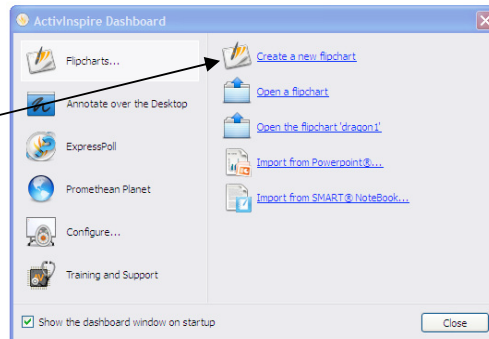 ActivInspire Dashboard
Flipcharts...
Annotate over the Desktop
ExpressPoll
Promethean Planet
Configure...
Training and Support
Create a new flipchart
Open a flipchart
Open the flipchart 'dragon1'
Import from Powerpoint®...
Import from SMART® NoteBook...
Show the dashboard window on startup
Close